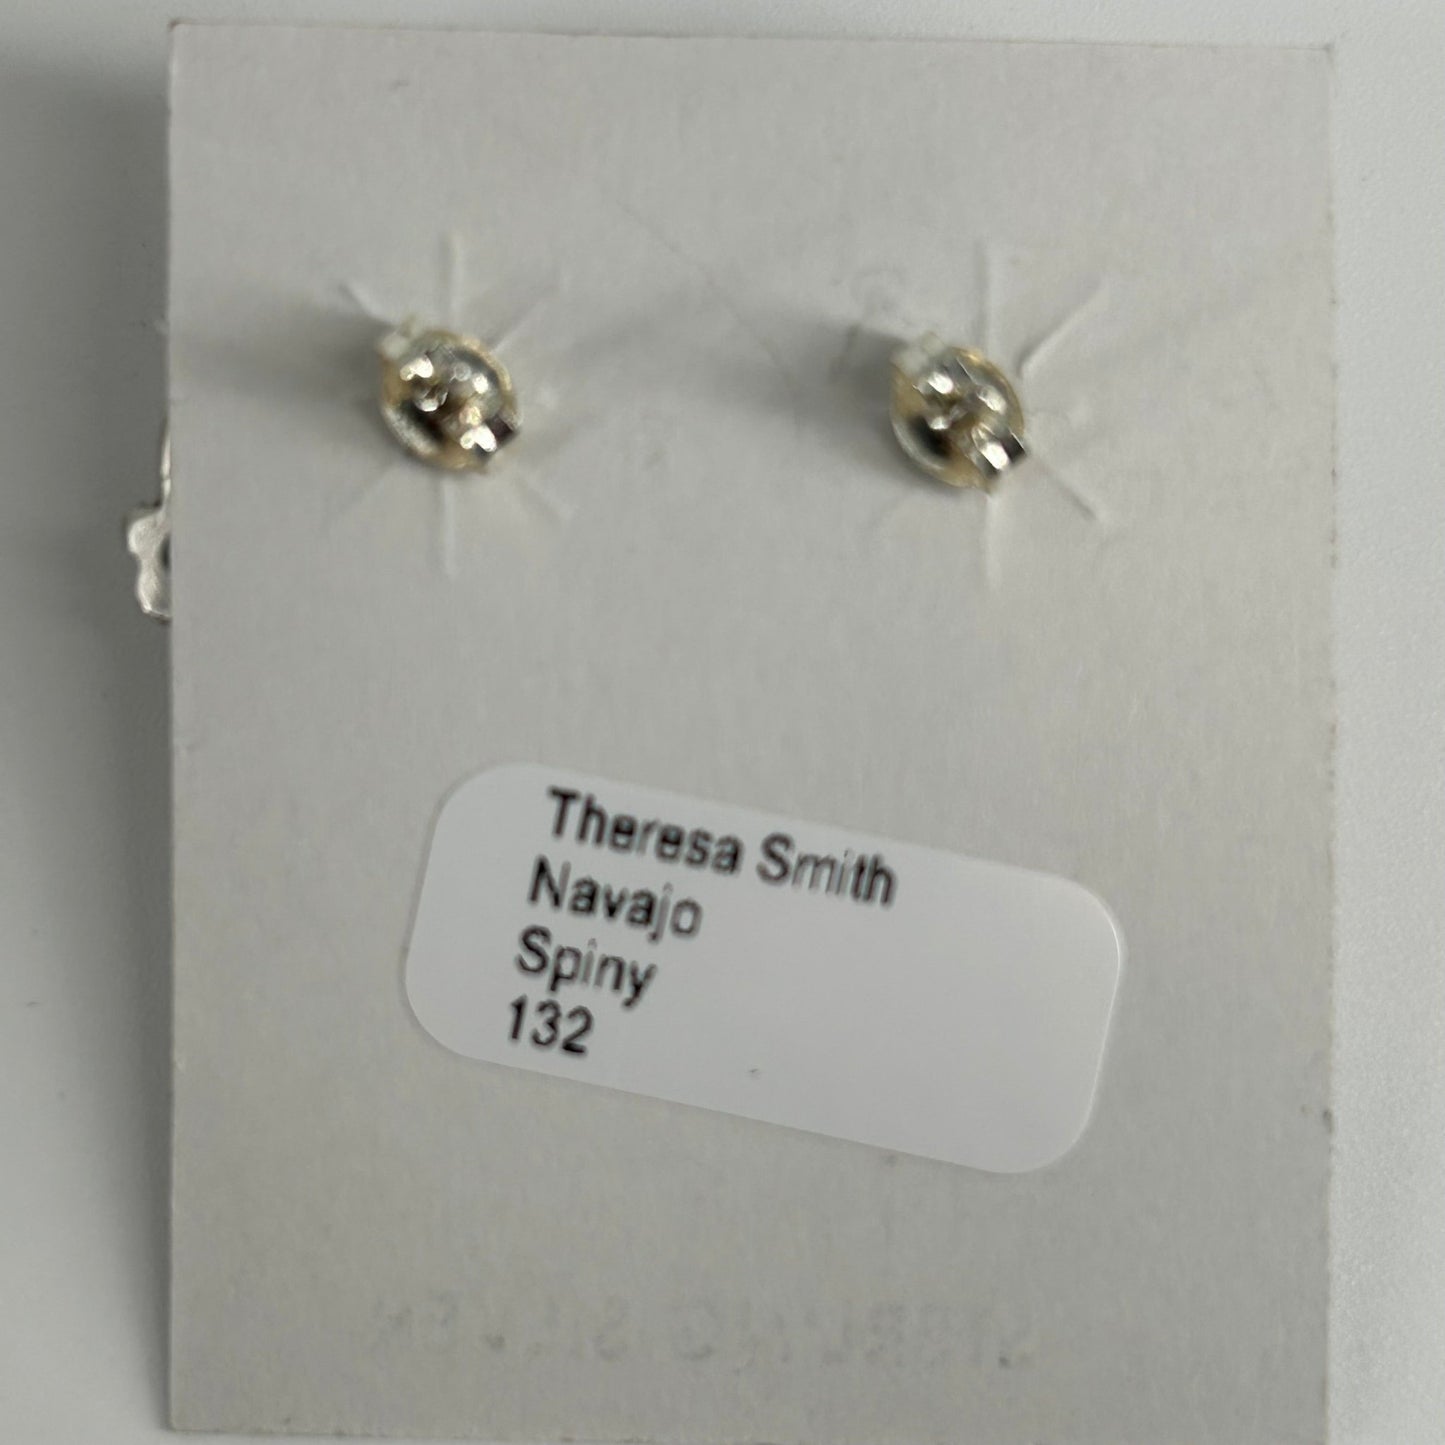 Theresa Smith
Navajo
Spiny
132